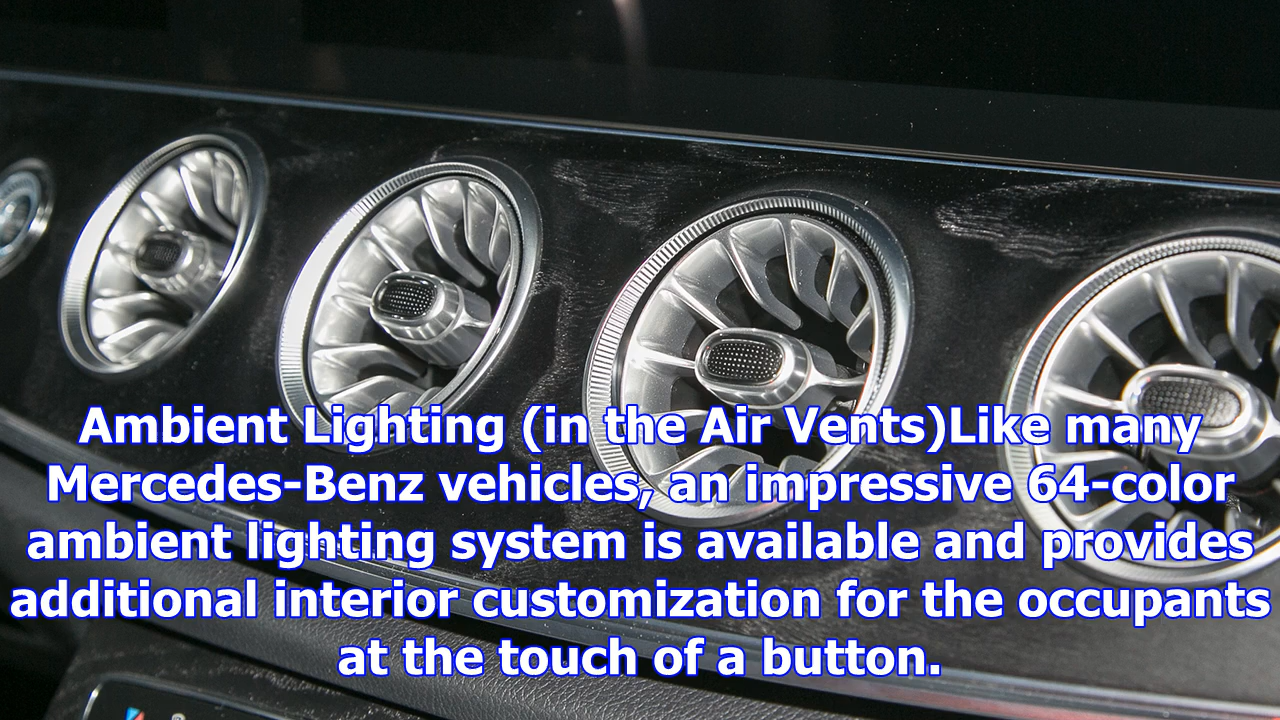 Ambient Lighting (in the Air Vents)Like many
Mercedes-Benz vehicles, an impressive 64-color
ambient lighting system is available and provides
additional interior customization for the occupants
at the touch of a button.